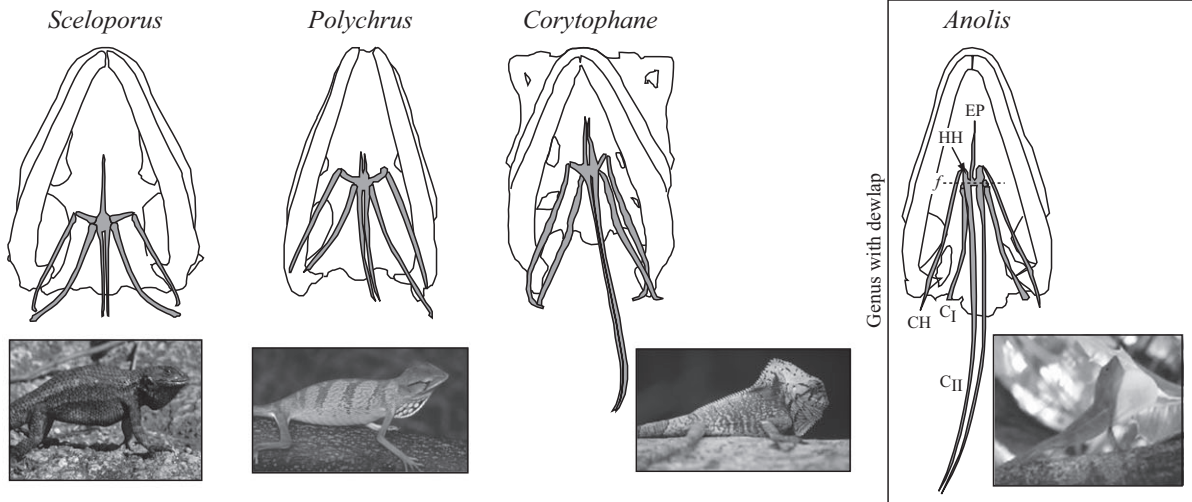 Sceloporus
Polychrus
Corytophane
Anolis
Genus with dewlap
EP
HH
f
CH
CI
CII